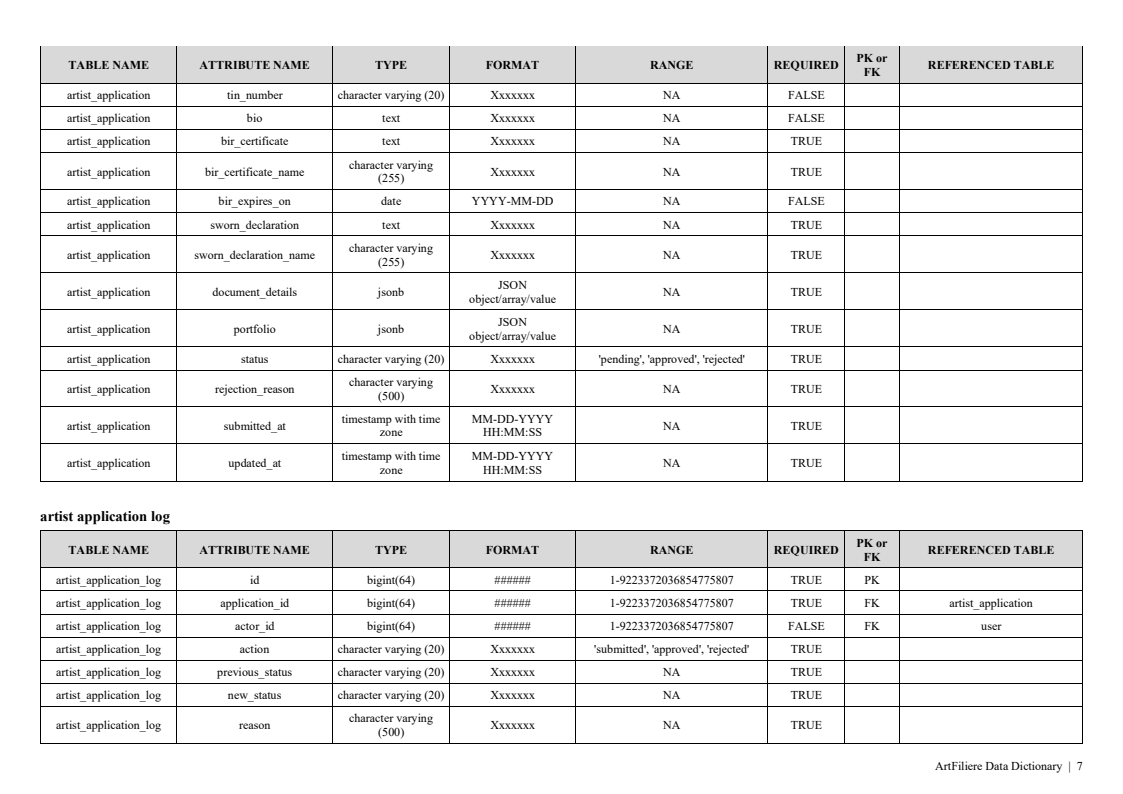 TABLE NAME ATTRIBUTE NAME TYPE FORMAT RANGE REQUIRED PK or FK REFERENCED TABLE
artist_application tin_number character varying (20) Xxxxxxx NA FALSE
artist_application bio text Xxxxxxx NA FALSE
artist_application bir_certificate text Xxxxxxx NA TRUE
artist_application bir_certificate_name character varying (255) Xxxxxxx NA TRUE
artist_application bir_expires_on date YYYY-MM-DD NA FALSE
artist_application sworn_declaration text Xxxxxxx NA TRUE
artist_application sworn_declaration_name character varying (255) Xxxxxxx NA TRUE
artist_application document_details jsonb JSON object/array/value NA TRUE
artist_application portfolio jsonb JSON object/array/value NA TRUE
artist_application status character varying (20) Xxxxxxx 'pending', 'approved', 'rejected' TRUE
artist_application rejection_reason character varying (500) Xxxxxxx NA TRUE
artist_application submitted_at timestamp with time zone MM-DD-YYYY HH:MM:SS NA TRUE
artist_application updated_at timestamp with time zone MM-DD-YYYY HH:MM:SS NA TRUE
artist application log
TABLE NAME ATTRIBUTE NAME TYPE FORMAT RANGE REQUIRED PK or FK REFERENCED TABLE
artist_application_log id bigint(64) ###### 1-9223372036854775807 TRUE PK
artist_application_log application_id bigint(64) ###### 1-9223372036854775807 TRUE FK artist_application
artist_application_log actor_id bigint(64) ###### 1-9223372036854775807 FALSE FK user
artist_application_log action character varying (20) Xxxxxxx 'submitted', 'approved', 'rejected' TRUE
artist_application_log previous_status character varying (20) Xxxxxxx NA TRUE
artist_application_log new_status character varying (20) Xxxxxxx NA TRUE
artist_application_log reason character varying (500) Xxxxxxx NA TRUE
ArtFiliere Data Dictionary | 7